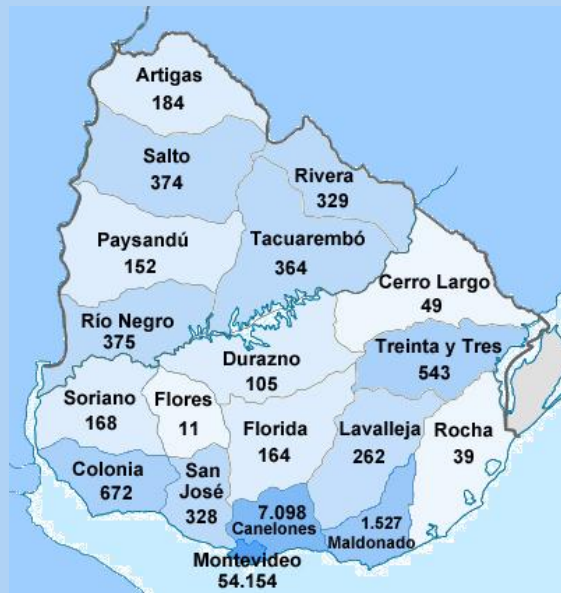 Artigas
184
Salto
374
Rivera
329
Paysandú
152
Tacuarembó
364
Cerro Largo
49
Río Negro
375
Durazno
105
Treinta y Tres
543
Soriano
168
Flores
11
Florida
164
Lavalleja
262
Rocha
39
Colonia
672
San
José
328
7.098
Canelones
1.527
Maldonado
Montevideo
54.154